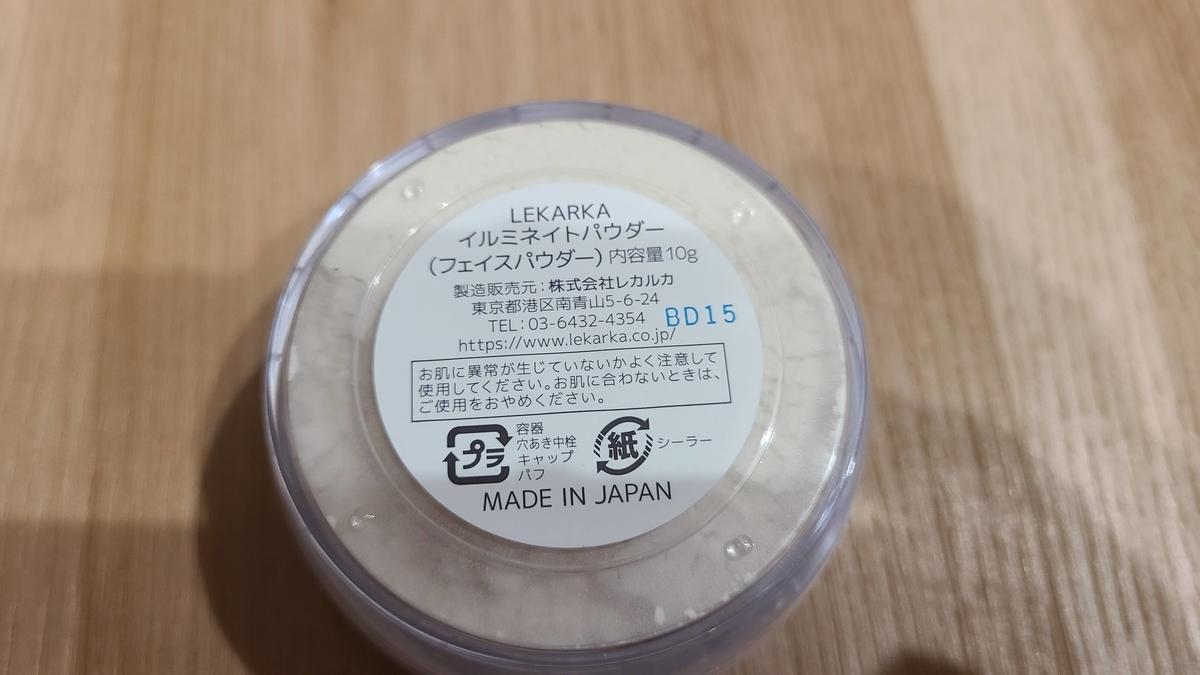 LEKARKA
イルミネイトパウダー
(フェイスパウダー) 内容量10g
製造販売元：株式会社レカルカ
東京都港区南青山5-6-24
TEL：03-6432-4354
BD15
https://www.lekarka.co.jp/
お肌に異常が生じていないかよく注意して
使用してください。お肌に合わないときは、
ご使用をおやめください。
プラ
容器
穴あき中栓
キャップ
パフ
紙
シーラー
MADE IN JAPAN